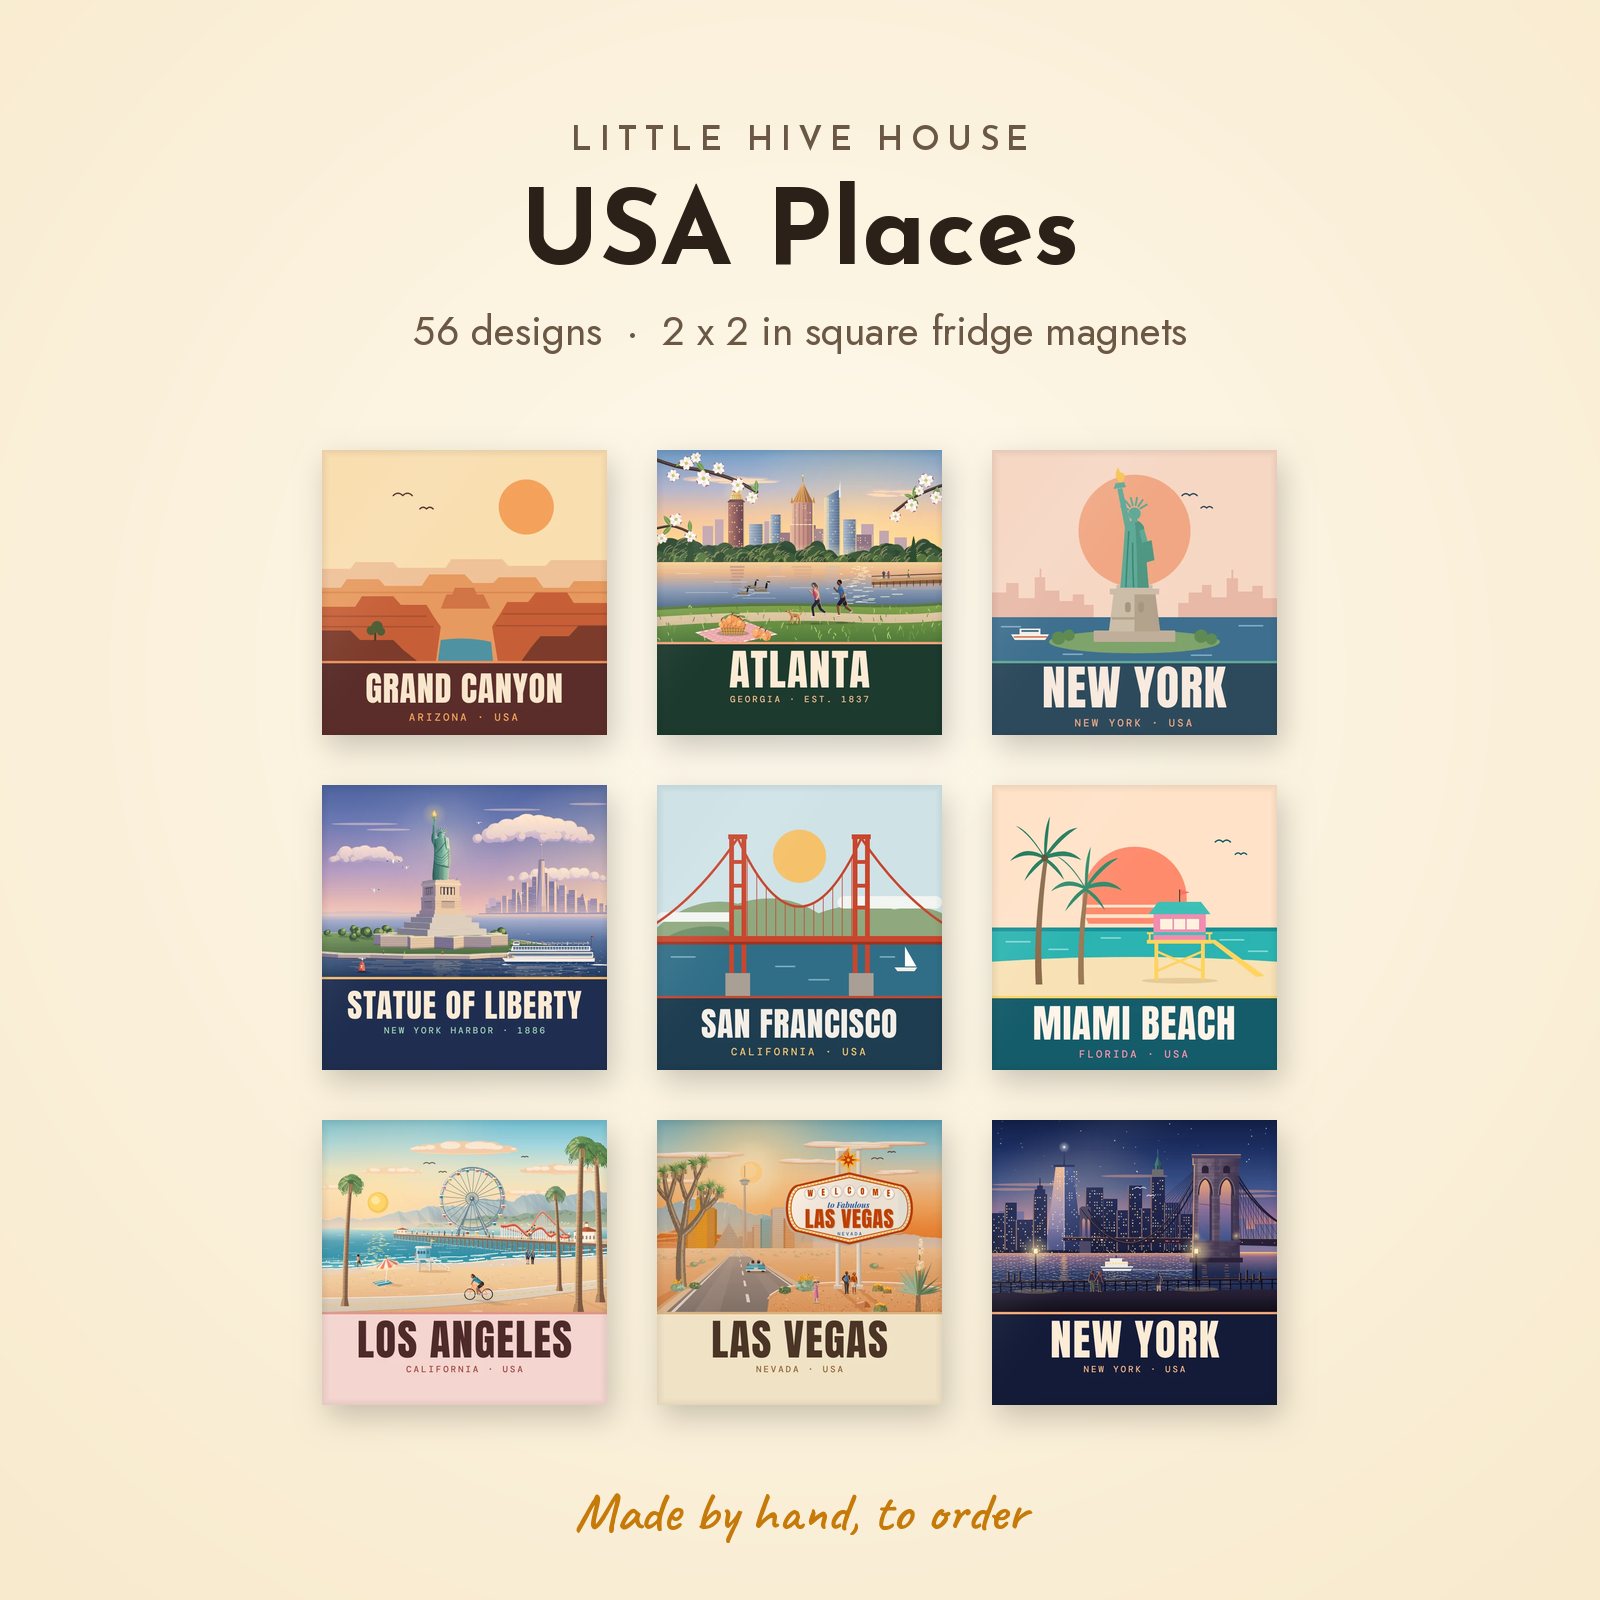 LITTLE HIVE HOUSE
USA Places
56 designs · 2 x 2 in square fridge magnets
GRAND CANYON
ARIZONA · USA
ATLANTA
GEORGIA · EST. 1837
NEW YORK
NEW YORK · USA
STATUE OF LIBERTY
NEW YORK HARBOR · 1886
SAN FRANCISCO
CALIFORNIA · USA
MIAMI BEACH
FLORIDA · USA
LOS ANGELES
CALIFORNIA · USA
WELCOME
to Fabulous
LAS VEGAS
NEVADA
LAS VEGAS
NEVADA · USA
NEW YORK
NEW YORK · USA
Made by hand, to order